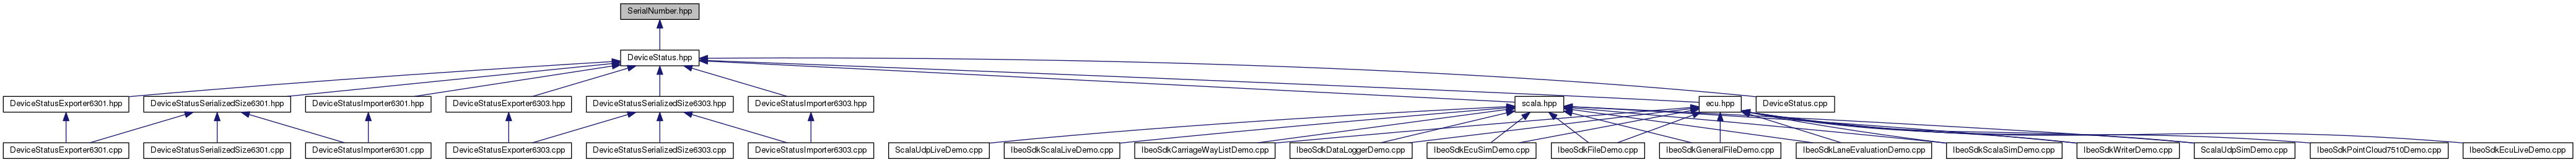 SerialNumber.hpp
DeviceStatus.hpp
DeviceStatusExporter6301.hpp
DeviceStatusSerializedSize6301.hpp
DeviceStatusImporter6301.hpp
DeviceStatusExporter6303.hpp
DeviceStatusSerializedSize6303.hpp
DeviceStatusImporter6303.hpp
scala.hpp
ecu.hpp
DeviceStatus.cpp
DeviceStatusExporter6301.cpp
DeviceStatusSerializedSize6301.cpp
DeviceStatusImporter6301.cpp
DeviceStatusExporter6303.cpp
DeviceStatusSerializedSize6303.cpp
DeviceStatusImporter6303.cpp
ScalaUdpLiveDemo.cpp
IbeoSdkScalaLiveDemo.cpp
IbeoSdkCarriageWayListDemo.cpp
IbeoSdkDataLoggerDemo.cpp
IbeoSdkEcuSimDemo.cpp
IbeoSdkFileDemo.cpp
IbeoSdkGeneralFileDemo.cpp
IbeoSdkLaneEvaluationDemo.cpp
IbeoSdkScalaSimDemo.cpp
IbeoSdkWriterDemo.cpp
ScalaUdpSimDemo.cpp
IbeoSdkPointCloud7510Demo.cpp
IbeoSdkEcuLiveDemo.cpp